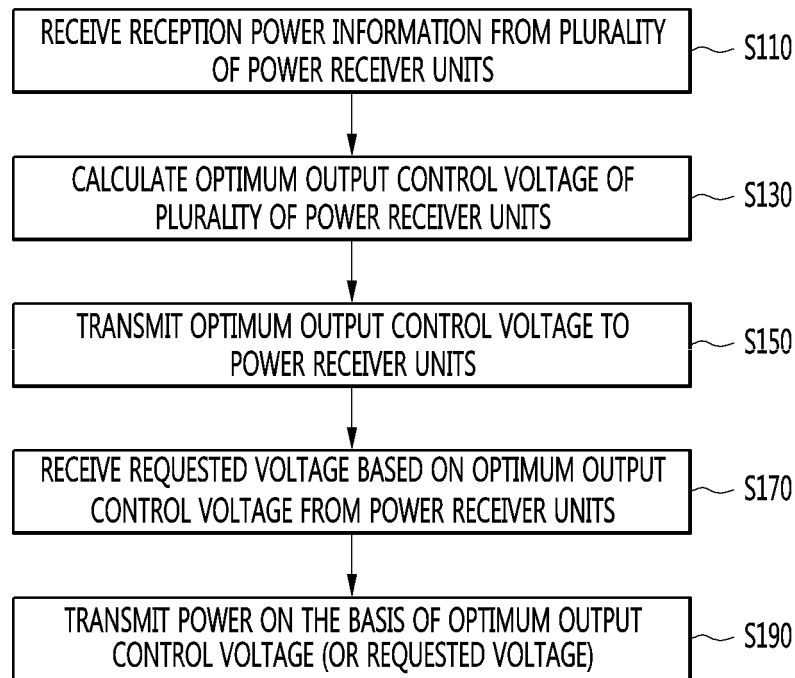 RECEIVE RECEPTION POWER INFORMATION FROM PLURALITY
OF POWER RECEIVER UNITS
S110
CALCULATE OPTIMUM OUTPUT CONTROL VOLTAGE OF
PLURALITY OF POWER RECEIVER UNITS
S130
TRANSMIT OPTIMUM OUTPUT CONTROL VOLTAGE TO
POWER RECEIVER UNITS
S150
RECEIVE REQUESTED VOLTAGE BASED ON OPTIMUM OUTPUT
CONTROL VOLTAGE FROM POWER RECEIVER UNITS
S170
TRANSMIT POWER ON THE BASIS OF OPTIMUM OUTPUT
CONTROL VOLTAGE (OR REQUESTED VOLTAGE)
S190